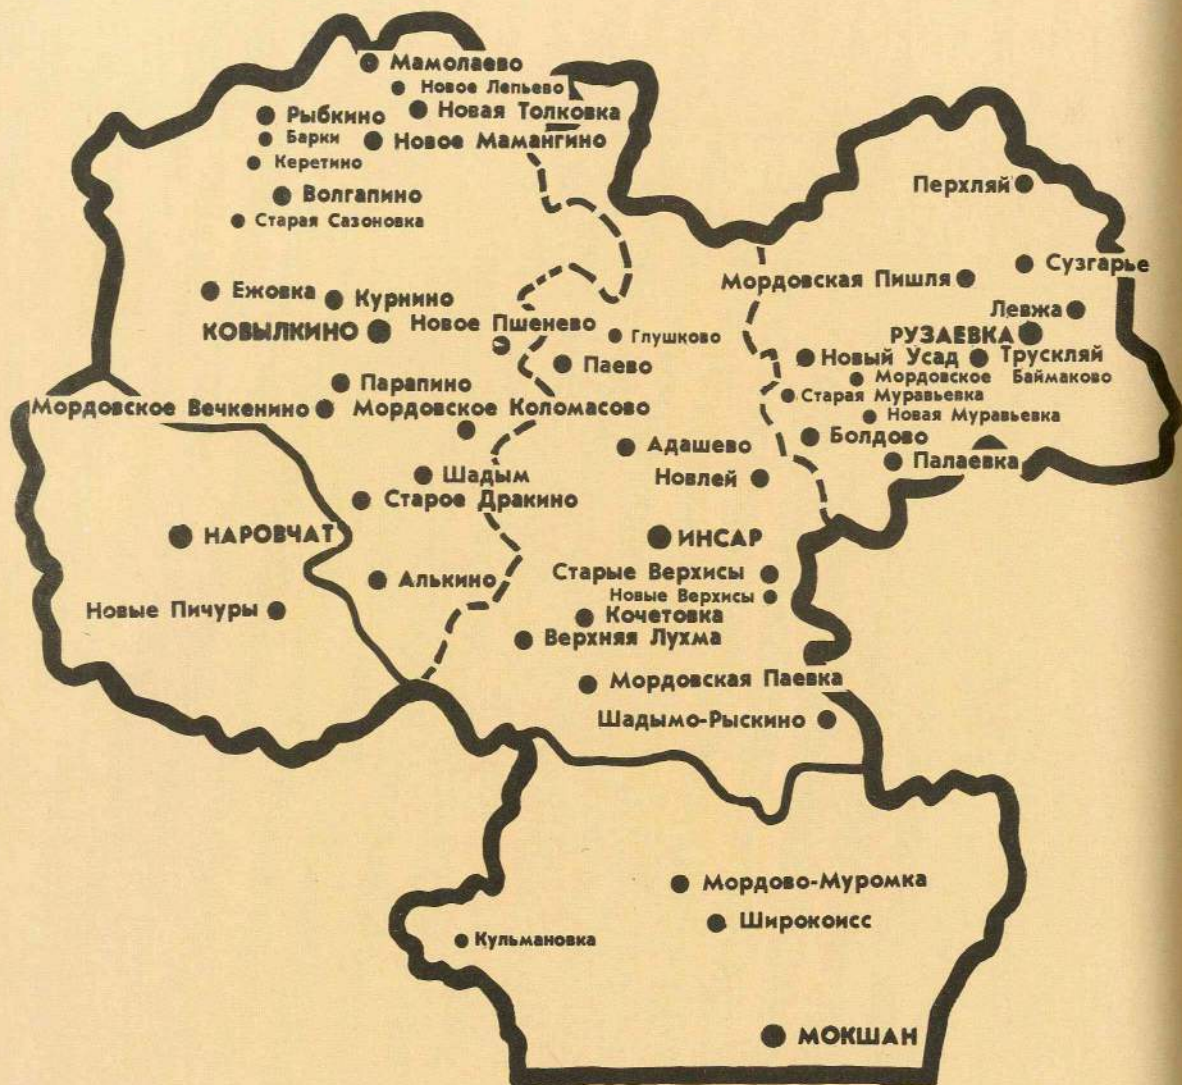 Мамолаево
Новое Лепьево
Рыбкино
Новая Толковка
Барки
Новое Мамангино
Керетино
Волгапино
Старая Сазоновка
Перхляй
Сузгарье
Мордовская Пишля
Ежовка
Курнино
Левжа
КОВЫЛКИНО
Новое Пшенево
Глушково
РУЗАЕВКА
Паево
Новый Усад
Трускляй
Парапино
Мордовское Баймаково
Старая Муравьевка
Мордовское Вечкенино
Мордовское Коломасово
Новая Муравьевка
Адашево
Болдово
Палаевка
Шадым
Новлей
Старое Дракино
НАРОВЧАТ
ИНСАР
Алькино
Старые Верхисы
Новые Верхисы
Новые Пичуры
Кочетовка
Верхняя Лухма
Мордовская Паевка
Шадымо-Рыскино
Мордово-Муромка
Широкоисс
Кульмановка
МОКШАН